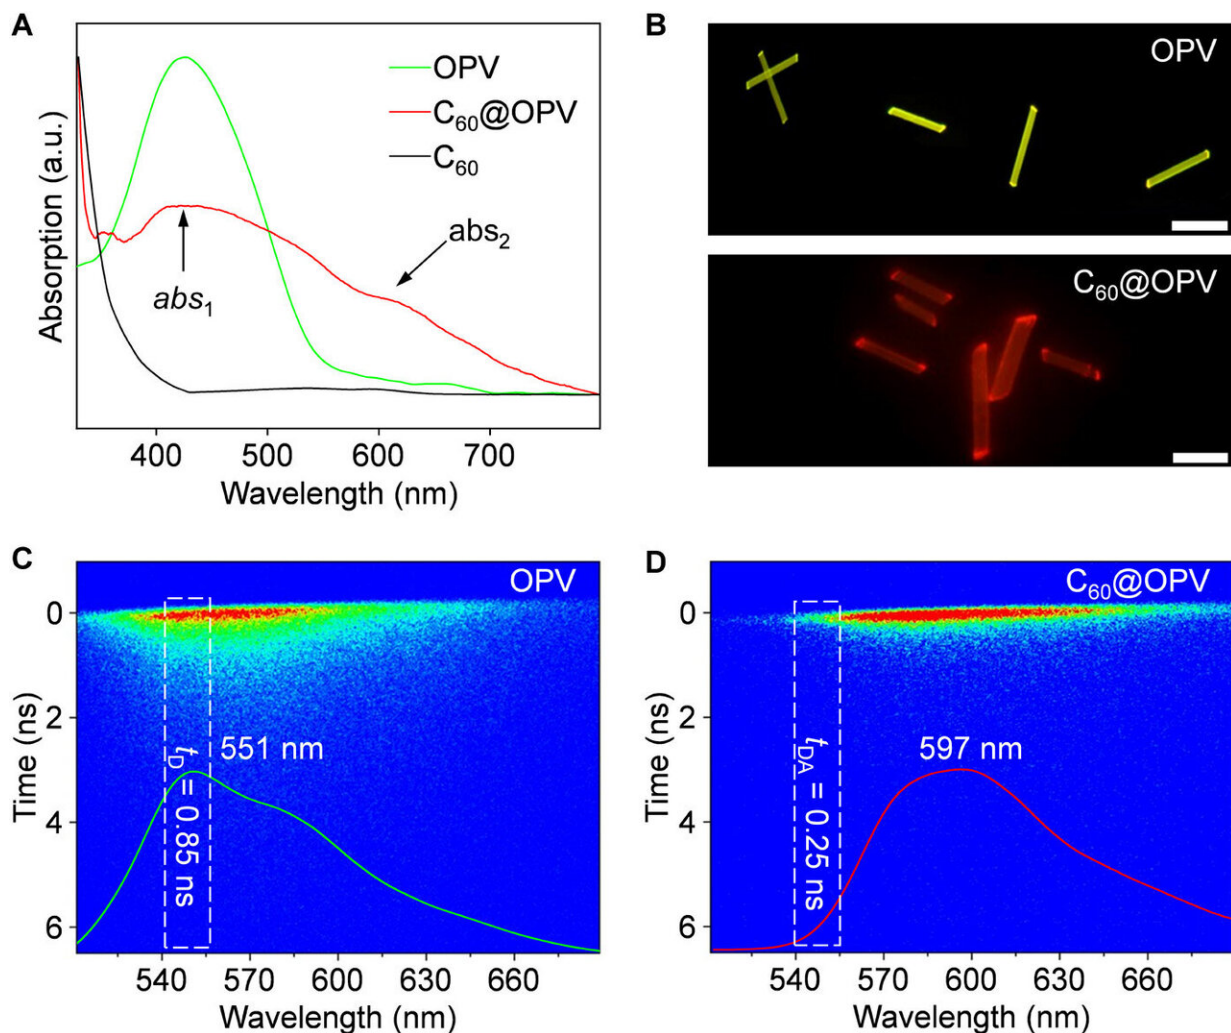 A
OPV
C₆₀@OPV
C₆₀
abs₁
abs₂
Absorption (a.u.)
400 500 600 700
Wavelength (nm)
B
OPV
C₆₀@OPV
C
OPV
0
2
4
6
Time (ns)
551 nm
t_D = 0.85 ns
540 570 600 630 660
Wavelength (nm)
D
C₆₀@OPV
0
2
4
6
Time (ns)
597 nm
t_DA = 0.25 ns
540 570 600 630 660
Wavelength (nm)